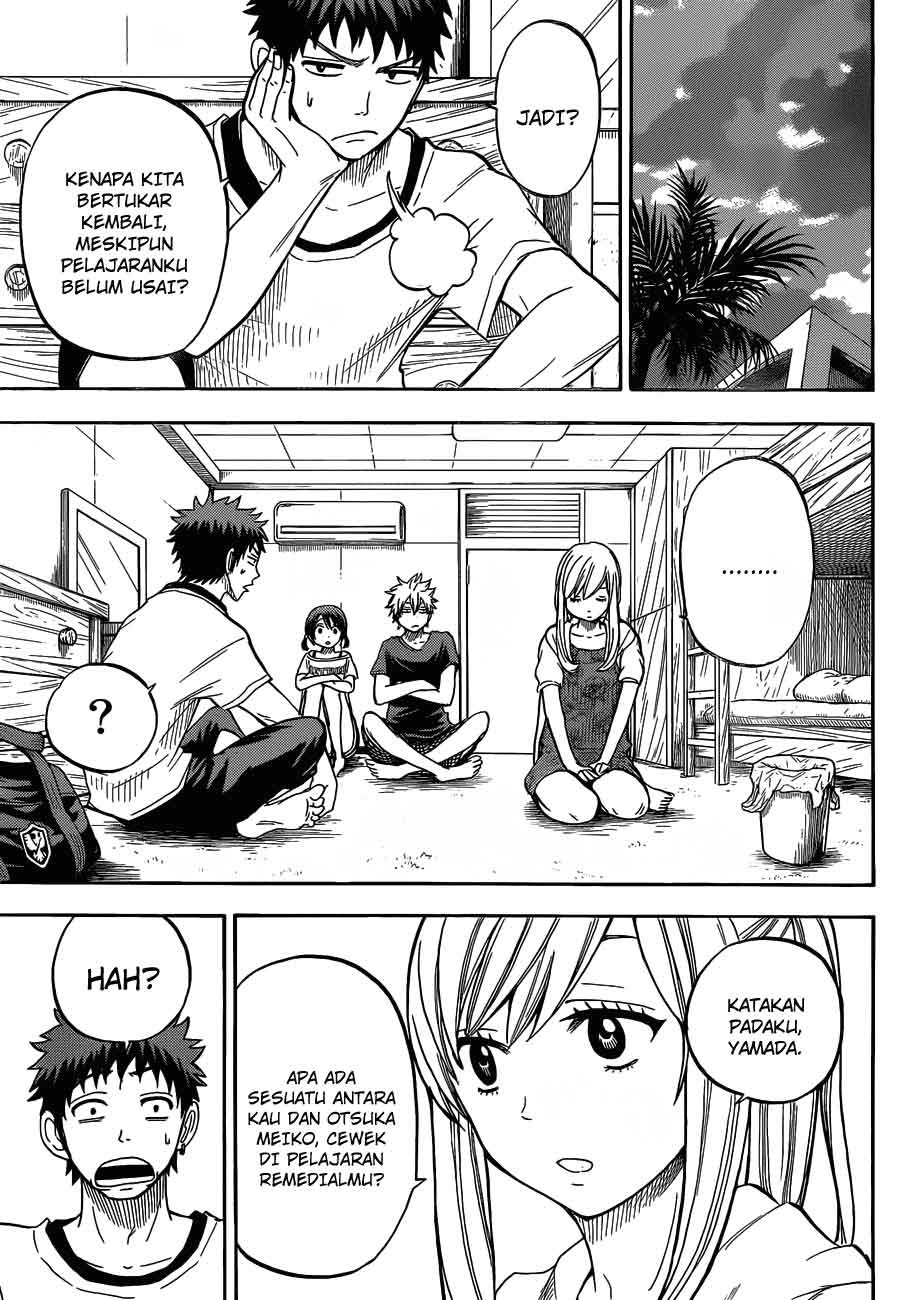 JADI?
KENAPA KITA
BERTUKAR
KEMBALI,
MESKIPUN
PELAJARANKU
BELUM USAI?
.........
?
KATAKAN
PADAKU,
YAMADA.
APA ADA
SESUATU ANTARA
KAU DAN OTSUKA
MEIKO, CEWEK
DI PELAJARAN
REMEDIALMU?
HAH?